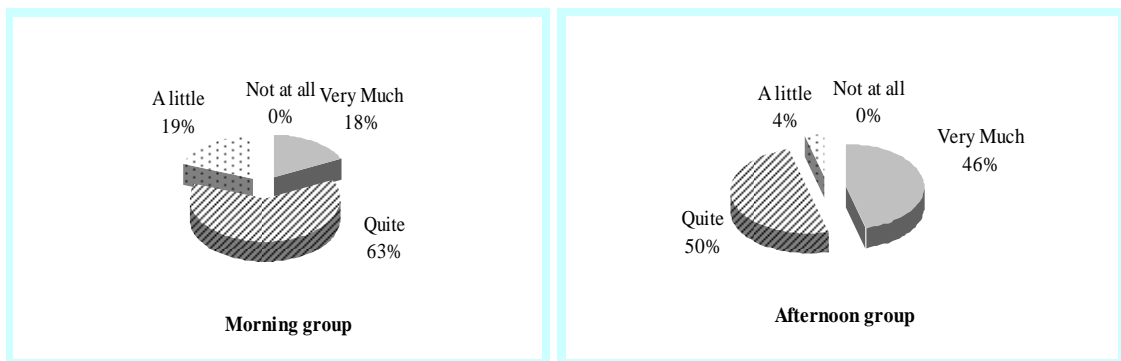 Not at all
0%
Very Much
18%
A little
19%
Quite
63%
Morning group
Not at all
0%
A little
4%
Very Much
46%
Quite
50%
Afternoon group